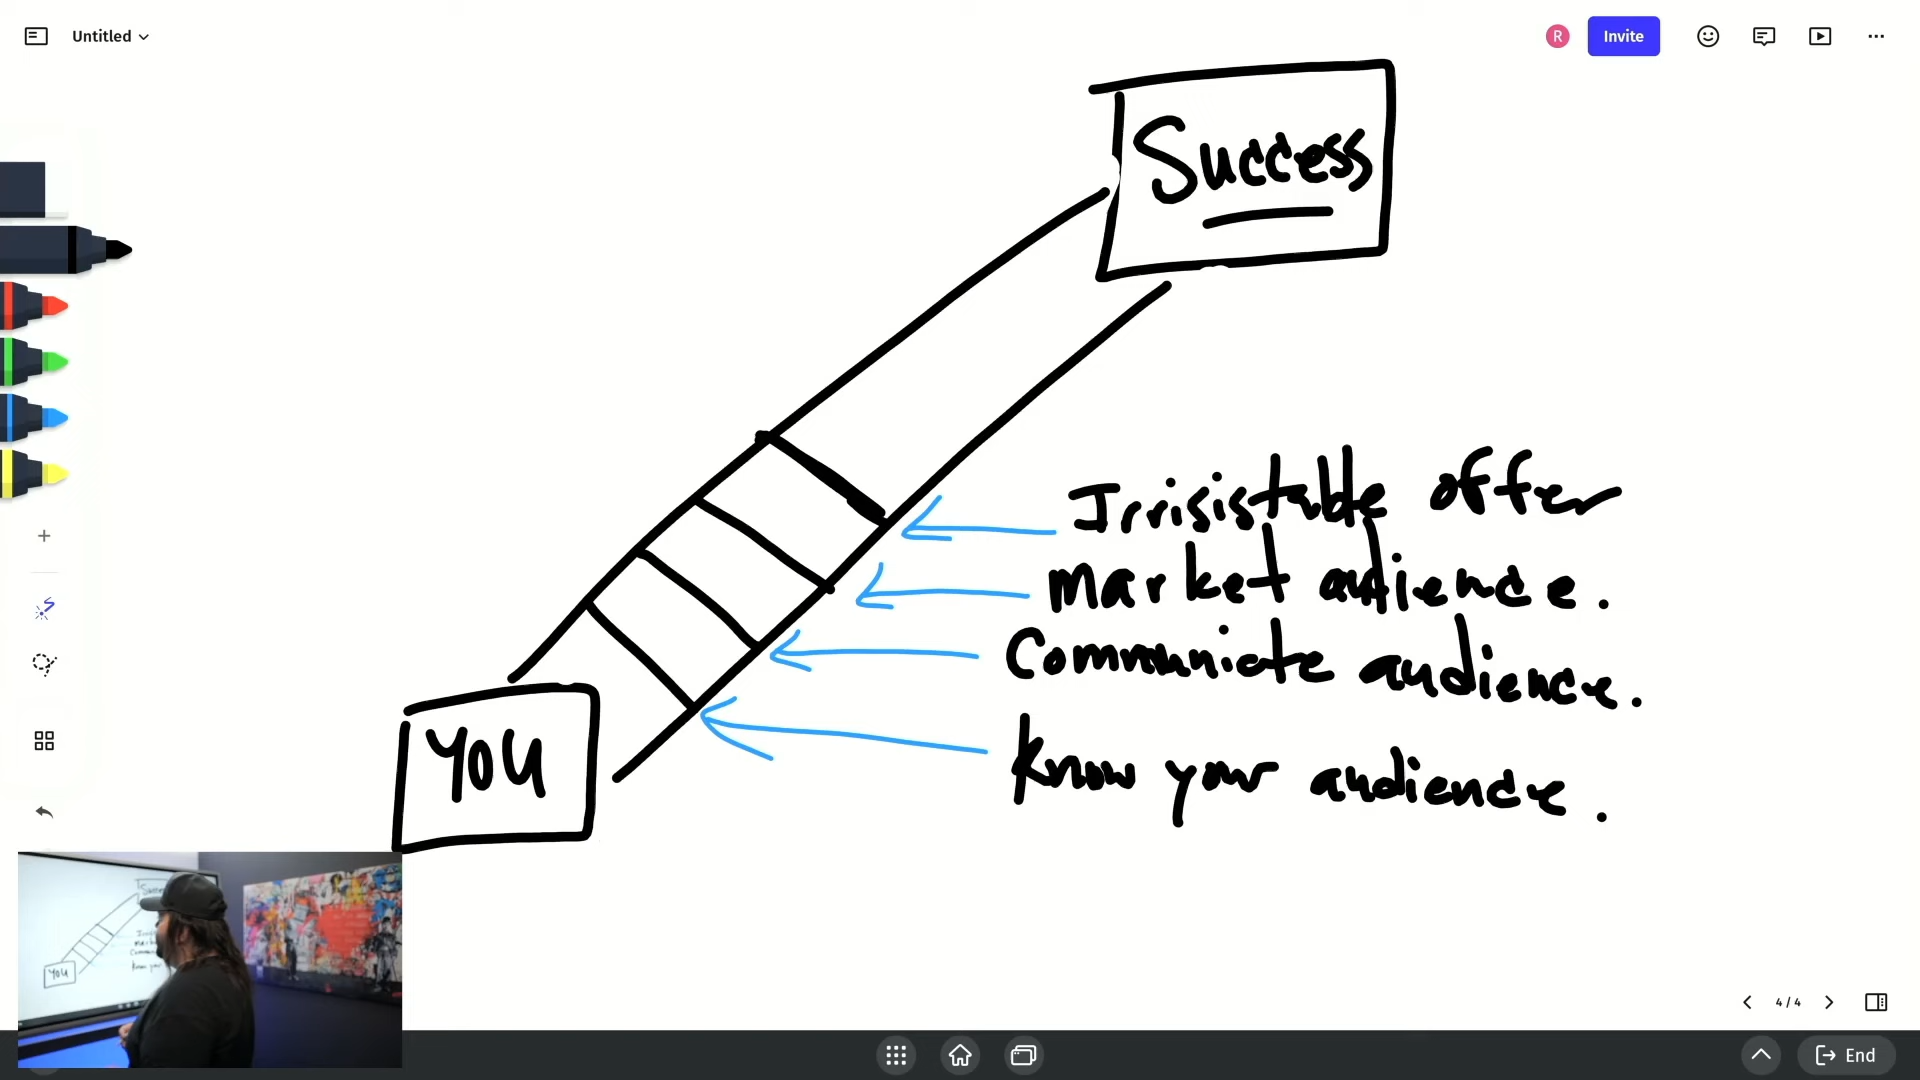 Untitled
R
Invite
Success
Irrisistable offer
market audience.
Communicate audience.
Know your audience.
YOU
4 / 4
End